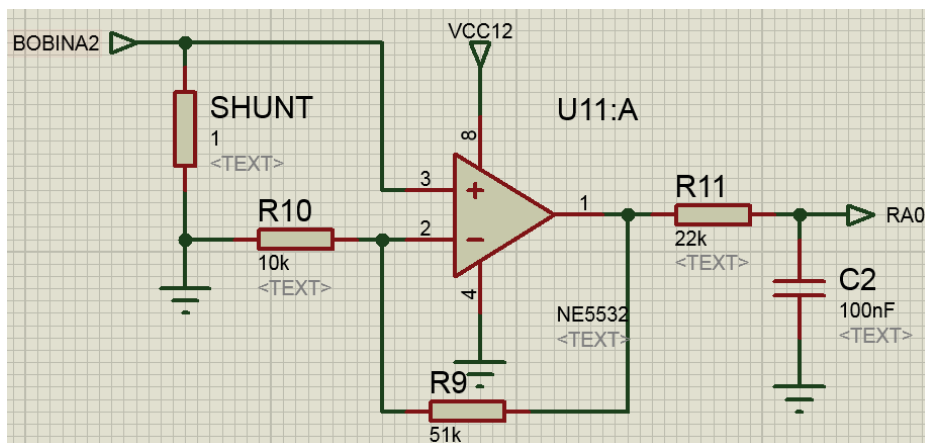 BOBINA2
VCC12
SHUNT
1
<TEXT>
U11:A
8
3
1
2
4
R10
10k
<TEXT>
R11
22k
<TEXT>
RA0
C2
100nF
<TEXT>
NE5532
<TEXT>
R9
51k